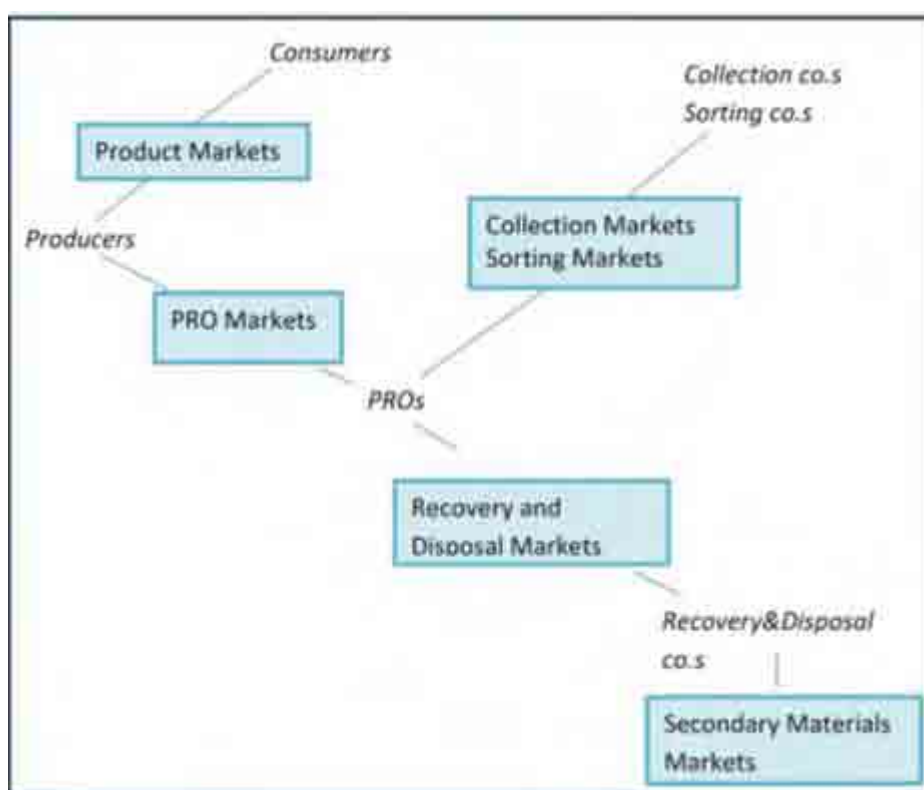 Consumers
Collection co.s
Sorting co.s
Product Markets
Producers
Collection Markets
Sorting Markets
PRO Markets
PROs
Recovery and
Disposal Markets
Recovery&Disposal
co.s
Secondary Materials
Markets